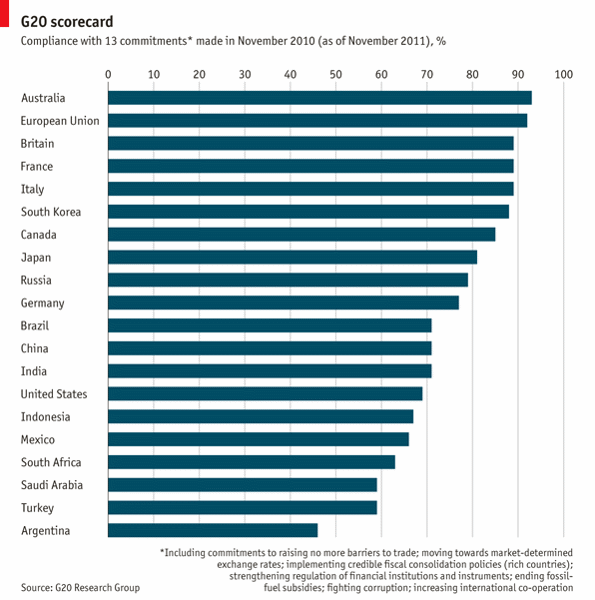 G20 scorecard
Compliance with 13 commitments* made in November 2010 (as of November 2011), %
0 10 20 30 40 50 60 70 80 90 100
Australia
European Union
Britain
France
Italy
South Korea
Canada
Japan
Russia
Germany
Brazil
China
India
United States
Indonesia
Mexico
South Africa
Saudi Arabia
Turkey
Argentina
*Including commitments to raising no more barriers to trade; moving towards market-determined
exchange rates; implementing credible fiscal consolidation policies (rich countries);
strengthening regulation of financial institutions and instruments; ending fossil-
fuel subsidies; fighting corruption; increasing international co-operation
Source: G20 Research Group